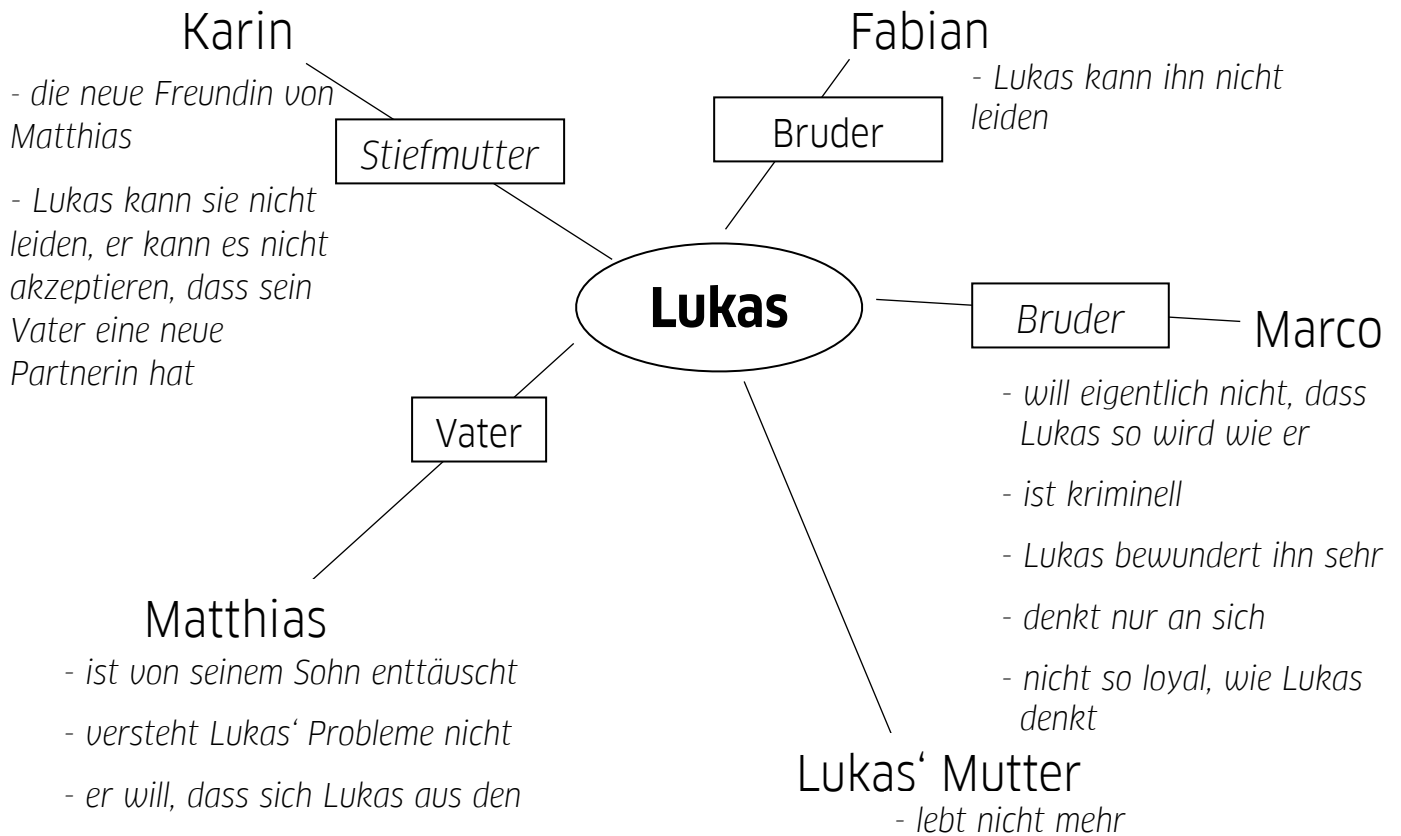 Karin
- die neue Freundin von
Matthias
- Lukas kann sie nicht
leiden, er kann es nicht
akzeptieren, dass sein
Vater eine neue
Partnerin hat
Stiefmutter
Fabian
- Lukas kann ihn nicht
leiden
Bruder
Lukas
Bruder
Marco
- will eigentlich nicht, dass
Lukas so wird wie er
- ist kriminell
- Lukas bewundert ihn sehr
- denkt nur an sich
- nicht so loyal, wie Lukas
denkt
Vater
Matthias
- ist von seinem Sohn enttäuscht
- versteht Lukas‘ Probleme nicht
- er will, dass sich Lukas aus den
Lukas‘ Mutter
- lebt nicht mehr